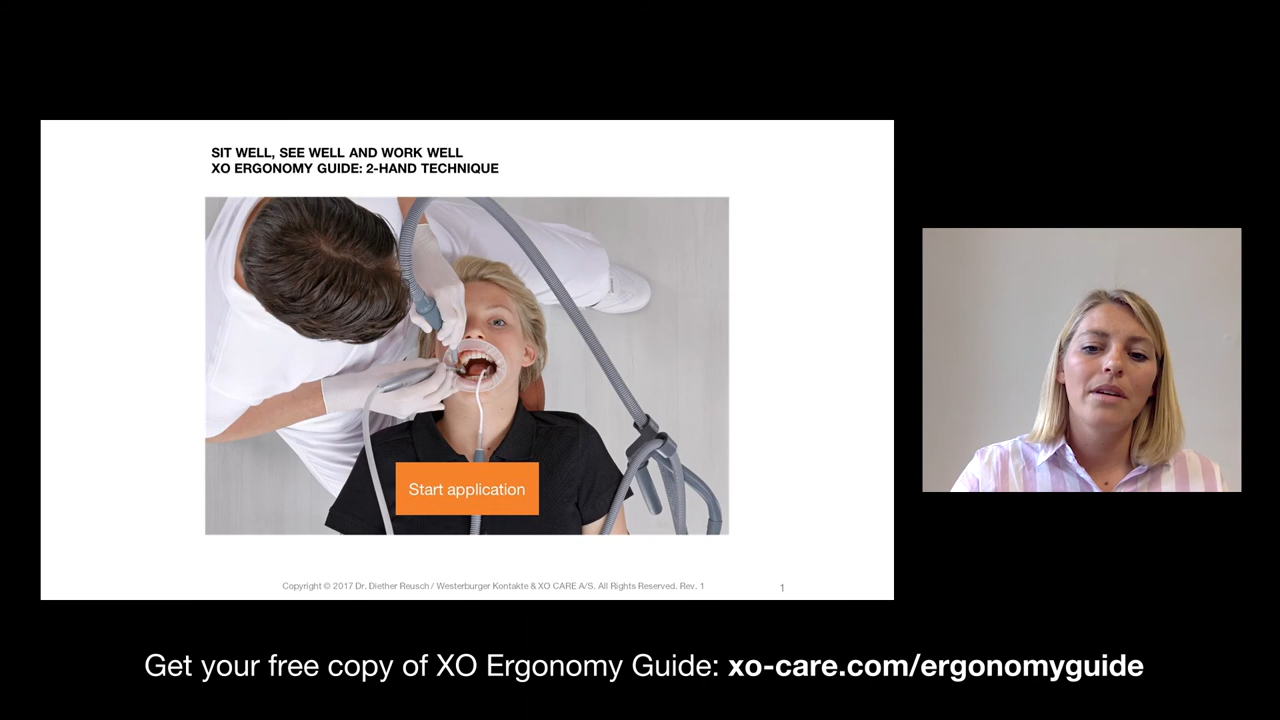 SIT WELL, SEE WELL AND WORK WELL
XO ERGONOMY GUIDE: 2-HAND TECHNIQUE
Start application
Copyright © 2017 Dr. Diether Reusch / Westerburger Kontakte & XO CARE A/S. All Rights Reserved. Rev. 1
1
Get your free copy of XO Ergonomy Guide: xo-care.com/ergonomyguide